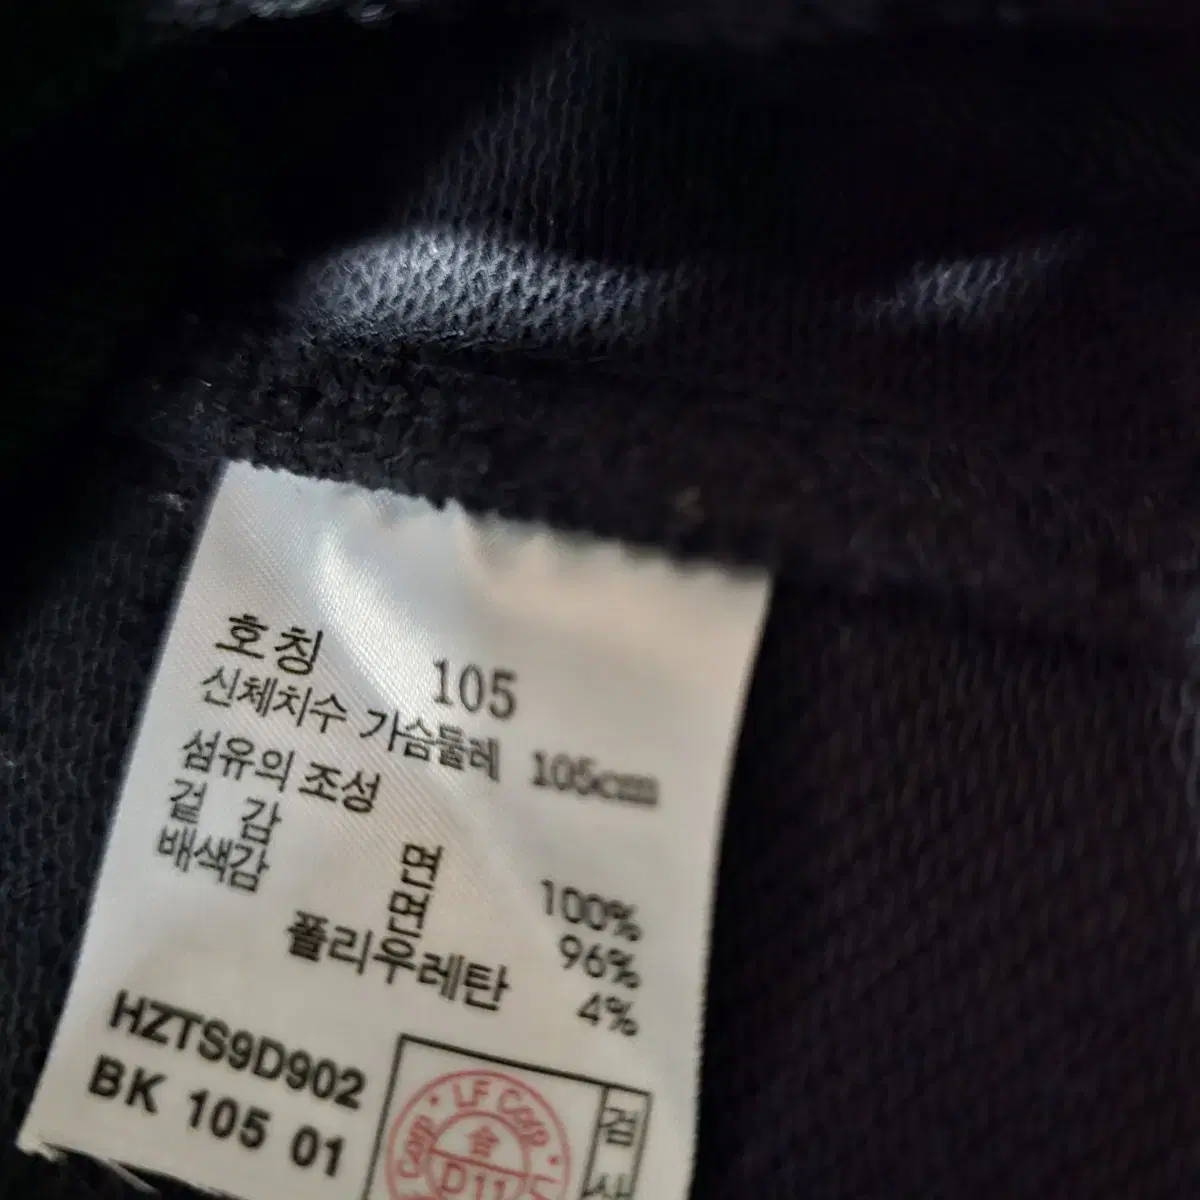 호칭 105
신체치수 가슴둘레 105cm
섬유의 조성
겉 감 면 100%
배색감 면 96%
폴리우레탄 4%
HZTS9D902
BK 105 01
LF Corp
Corp
合
D11
검사